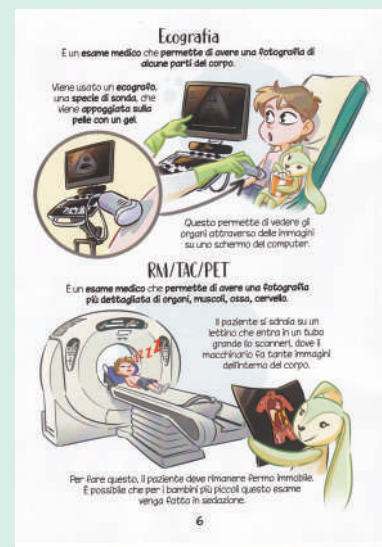 Ecografia
È un esame medico che permette di avere una fotografia di
alcune parti del corpo.
Viene usato un ecografo,
una specie di sonda, che
viene appoggiata sulla
pelle con un gel.
Questo permette di vedere gli
organi attraverso delle immagini
su uno schermo del computer.
RM/TAC/PET
È un esame medico che permette di avere una fotografia
più dettagliata di organi, muscoli, ossa, cervello.
Il paziente si sdraia su un
lettino che entra in un tubo
grande (lo scanner), dove il
macchinario fa tante immagini
dell'interno del corpo.
zzz
Per fare questo, il paziente deve rimanere fermo immobile.
È possibile che per i bambini più piccoli questo esame
venga fatto in sedazione.
6